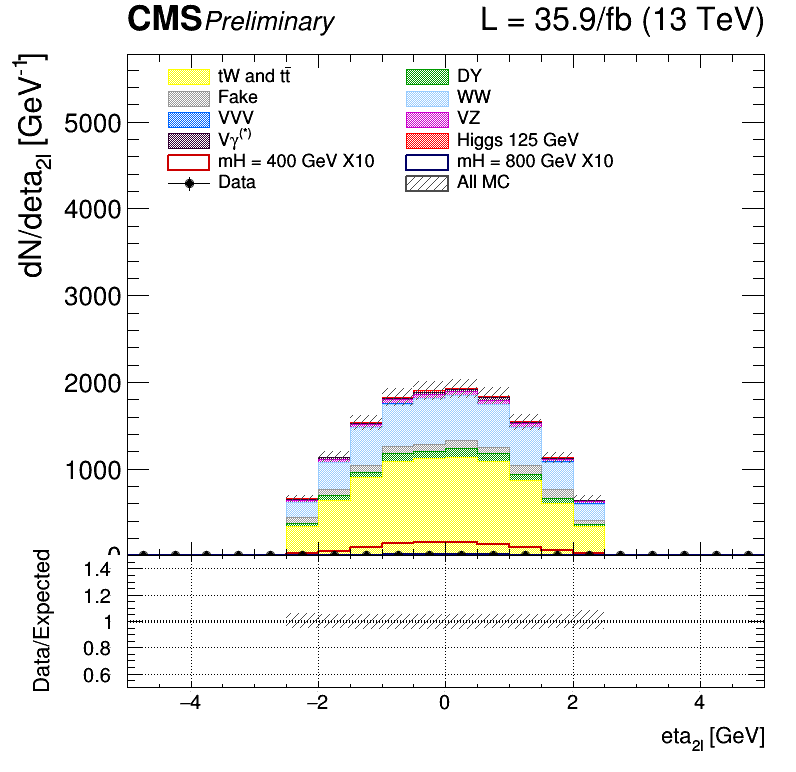 CMS Preliminary L = 35.9/fb (13 TeV)
dN/deta2l [GeV-1]
tW and tt̄ DY
Fake WW
VVV VZ
Vγ(*) Higgs 125 GeV
mH = 400 GeV X10 mH = 800 GeV X10
Data All MC
5000
4000
3000
2000
1000
0
Data/Expected
1.4
1.2
1
0.8
0.6
−4 −2 0 2 4
eta2l [GeV]